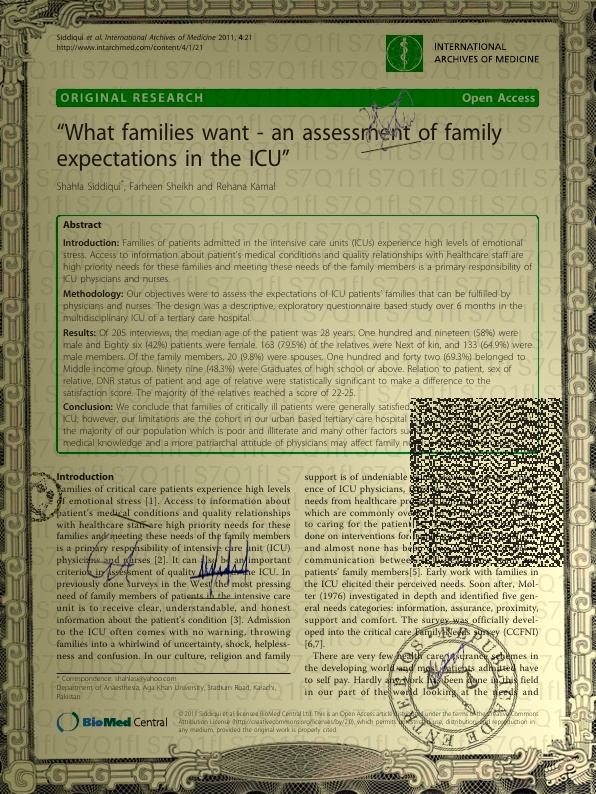 Siddiqui et al. International Archives of Medicine 2011, 4:21
http://www.intarchmed.com/content/4/1/21
INTERNATIONAL
ARCHIVES OF MEDICINE
ORIGINAL RESEARCH Open Access
“What families want - an assessment of family
expectations in the ICU”
Shahla Siddiqui*, Farheen Sheikh and Rehana Kamal
Abstract
Introduction: Families of patients admitted in the intensive care units (ICUs) experience high levels of emotional
stress. Access to information about patient's medical conditions and quality relationships with healthcare staff are
high priority needs for these families and meeting these needs of the family members is a primary responsibility of
ICU physicians and nurses.
Methodology: Our objectives were to assess the expectations of ICU patients' families that can be fulfilled by
physicians and nurses. The design was a descriptive, exploratory questionnaire based study over 6 months in the
multidisciplinary ICU of a tertiary care hospital.
Results: Of 205 interviews, the median age of the patient was 28 years. One hundred and nineteen (58%) were
male and Eighty six (42%) patients were female. 163 (79.5%) of the relatives were Next of kin, and 133 (64.9%) were
male members. Of the family members, 20 (9.8%) were spouses. One hundred and forty two (69.3%) belonged to
Middle income group. Ninety nine (48.3%) were Graduates of high school or above. Relation to patient, sex of
relative, DNR status of patient and age of relative were statistically significant to make a difference to the
satisfaction score. The majority of the relatives reached a score of 22-25.
Conclusion: We conclude that families of critically ill patients were generally satisfied
ICU; however, our limitations are the cohort in our urban based tertiary care hospital
the majority of our population which is poor and illiterate and many other factors
medical knowledge and a more patriarchal attitude of physicians may affect family
Introduction
Families of critical care patients experience high levels
of emotional stress [1]. Access to information about
patient's medical conditions and quality relationships
with healthcare staff are high priority needs for these
families and meeting these needs of the family members
is a primary responsibility of intensive care unit (ICU)
physicians and nurses [2]. It can be an important
criterion assessment of quality in the ICU. In
previously done surveys in the West, the most pressing
need of family members of patients in the intensive care
unit is to receive clear, understandable, and honest
information about the patient's condition [3]. Admission
to the ICU often comes with no warning, throwing
families into a whirlwind of uncertainty, shock, helpless-
ness and confusion. In our culture, religion and family
support is of undeniable
ence of ICU physicians,
needs from healthcare
which are commonly
to caring for the patient
done on interventions for
and almost none has
communication between
patients' family members[5]. Early work with families in
the ICU elicited their perceived needs. Soon after, Mol-
ter (1976) investigated in depth and identified five gen-
eral needs categories: information, assurance, proximity,
support and comfort. The survey was officially devel-
oped into the critical care Family Needs survey (CCFNI)
[6,7].
There are very few health care insurance schemes in
the developing world and most patients admitted have
to self pay. Hardly any work has been done in this field
in our part of the world looking at the needs and
* Correspondence: shahlasi@yahoo.com
Department of Anaesthesia, Aga Khan University, Stadium Road, Karachi,
Pakistan
BioMed Central
© 2011 Siddiqui et al; licensee BioMed Central Ltd. This is an Open Access article distributed under the terms of the Creative Commons
Attribution License (http://creativecommons.org/licenses/by/2.0), which permits unrestricted use, distribution, and reproduction in
any medium, provided the original work is properly cited.